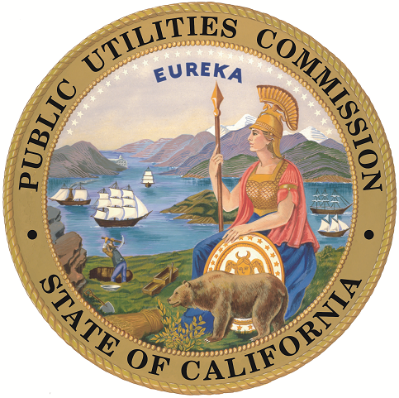 PUBLIC UTILITIES COMMISSION
EUREKA
STATE OF CALIFORNIA